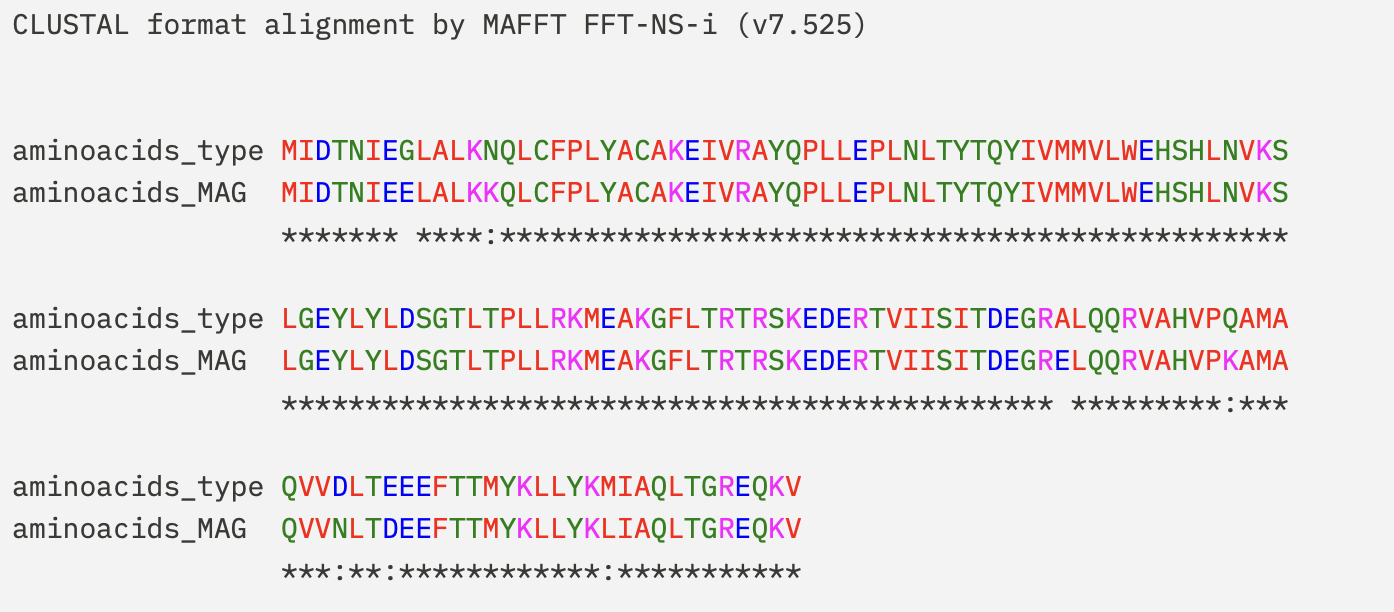 CLUSTAL format alignment by MAFFT FFT-NS-i (v7.525)
aminoacids_type MIDTNIEGLALKNQLCFPLYACAKEIVRAYQPLLEPLNLTYTQYIVMMVLWEHSHLNVKS
aminoacids_MAG MIDTNIEELALKKQLCFPLYACAKEIVRAYQPLLEPLNLTYTQYIVMMVLWEHSHLNVKS
******* ****:***********************************************
aminoacids_type LGEYLYLDSGTLTPLLRKMEAKGFLTRTRSKEDERTVIISITDEGRALQQRVAHVPQAMA
aminoacids_MAG LGEYLYLDSGTLTPLLRKMEAKGFLTRTRSKEDERTVIISITDEGRELQQRVAHVPKAMA
********************************************** *********:***
aminoacids_type QVVDLTEEEFTTMYKLLYKMIAQLTGREQKV
aminoacids_MAG QVVNLTDEEFTTMYKLLYKLIAQLTGREQKV
***:**:************:***********